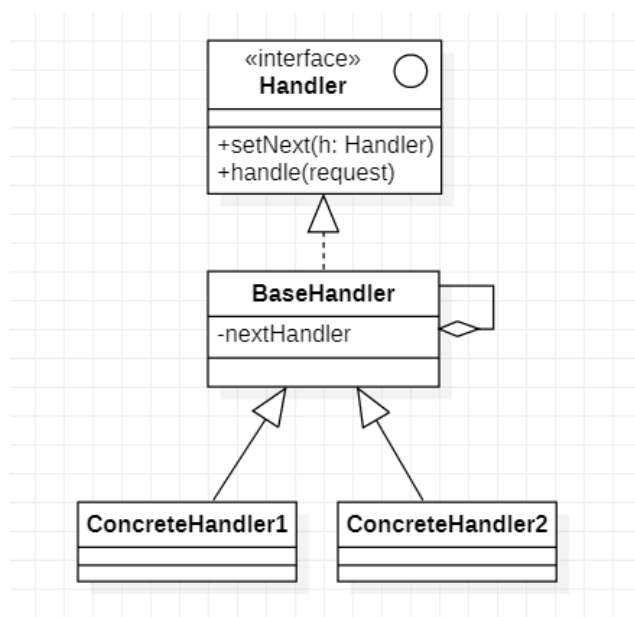 «interface»
Handler
+setNext(h: Handler)
+handle(request)
BaseHandler
-nextHandler
ConcreteHandler1
ConcreteHandler2